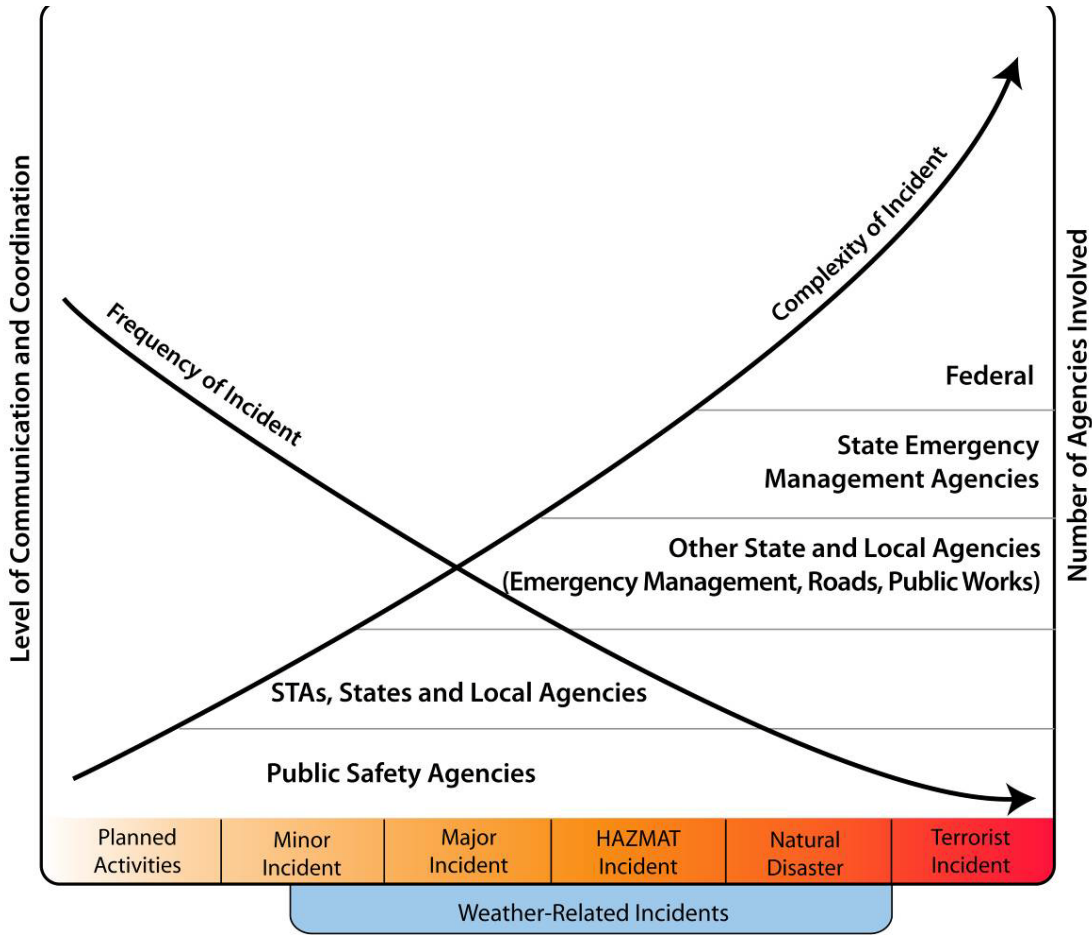 Level of Communication and Coordination
Frequency of Incident
Complexity of Incident
Number of Agencies Involved
Federal
State Emergency
Management Agencies
Other State and Local Agencies
(Emergency Management, Roads, Public Works)
STAs, States and Local Agencies
Public Safety Agencies
Planned
Activities
Minor
Incident
Major
Incident
HAZMAT
Incident
Natural
Disaster
Terrorist
Incident
Weather-Related Incidents